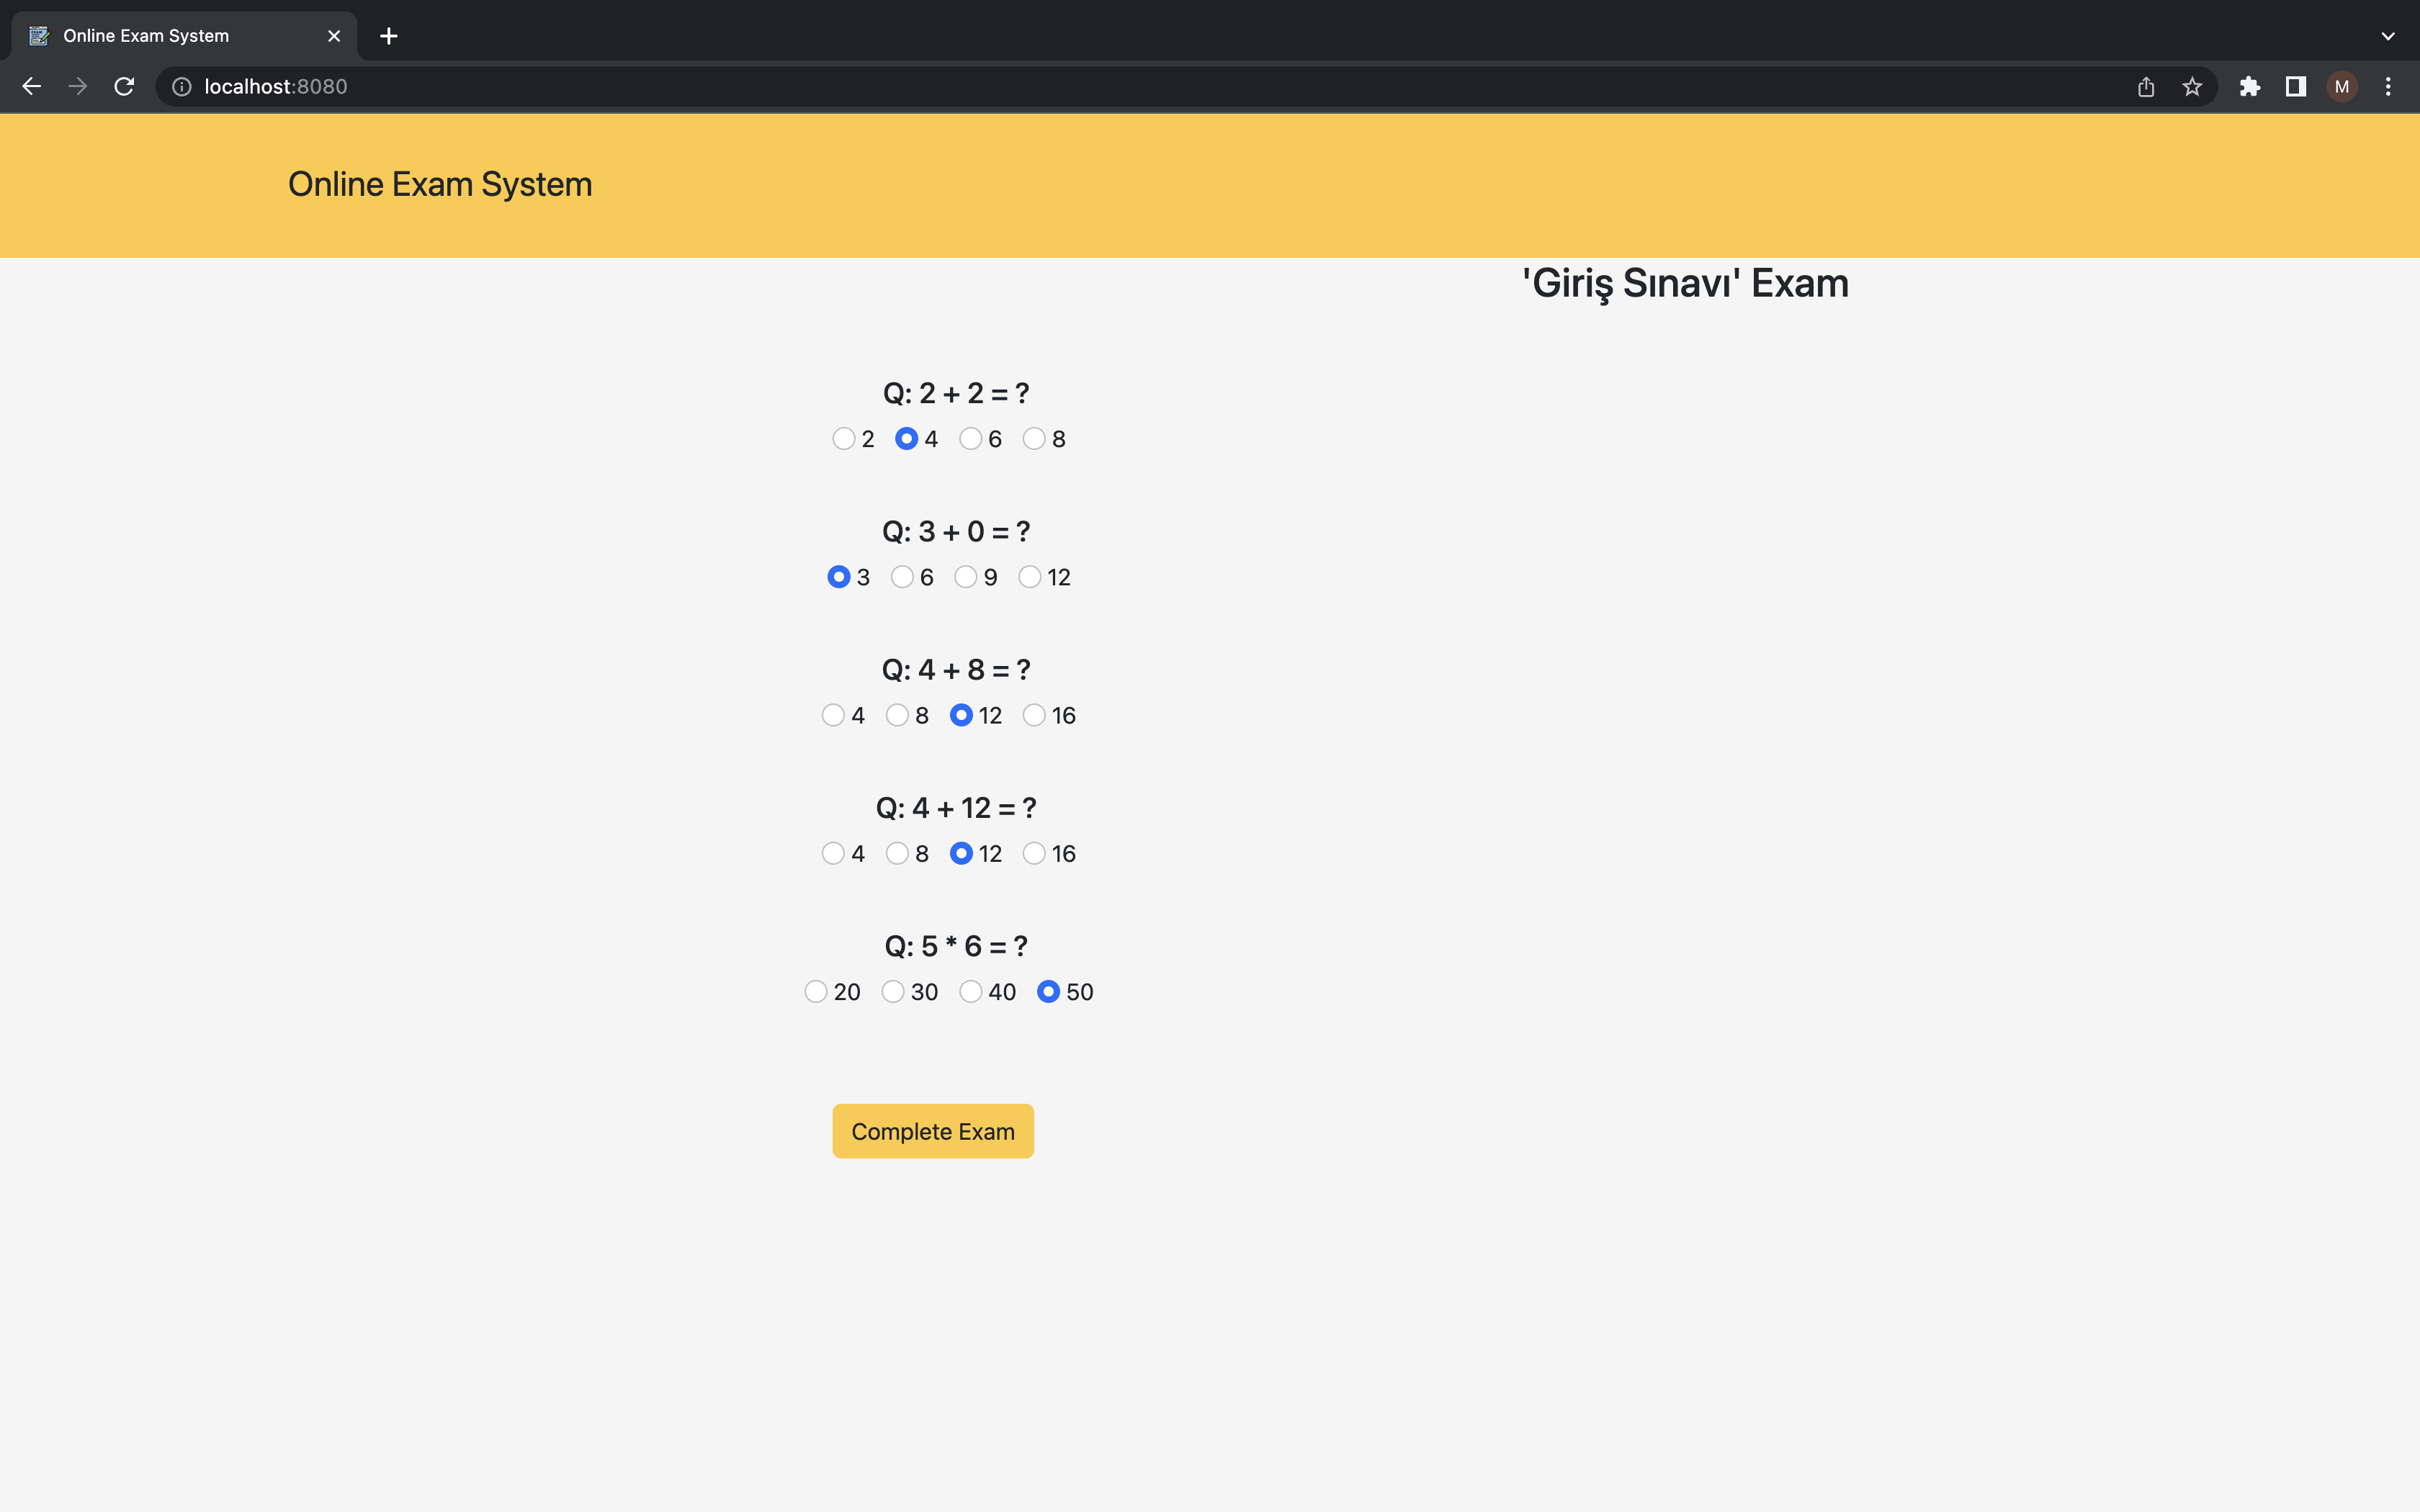 Online Exam System
localhost:8080
M
Online Exam System
'Giriş Sınavı' Exam
Q: 2 + 2 = ?
2 4 6 8
Q: 3 + 0 = ?
3 6 9 12
Q: 4 + 8 = ?
4 8 12 16
Q: 4 + 12 = ?
4 8 12 16
Q: 5 * 6 = ?
20 30 40 50
Complete Exam